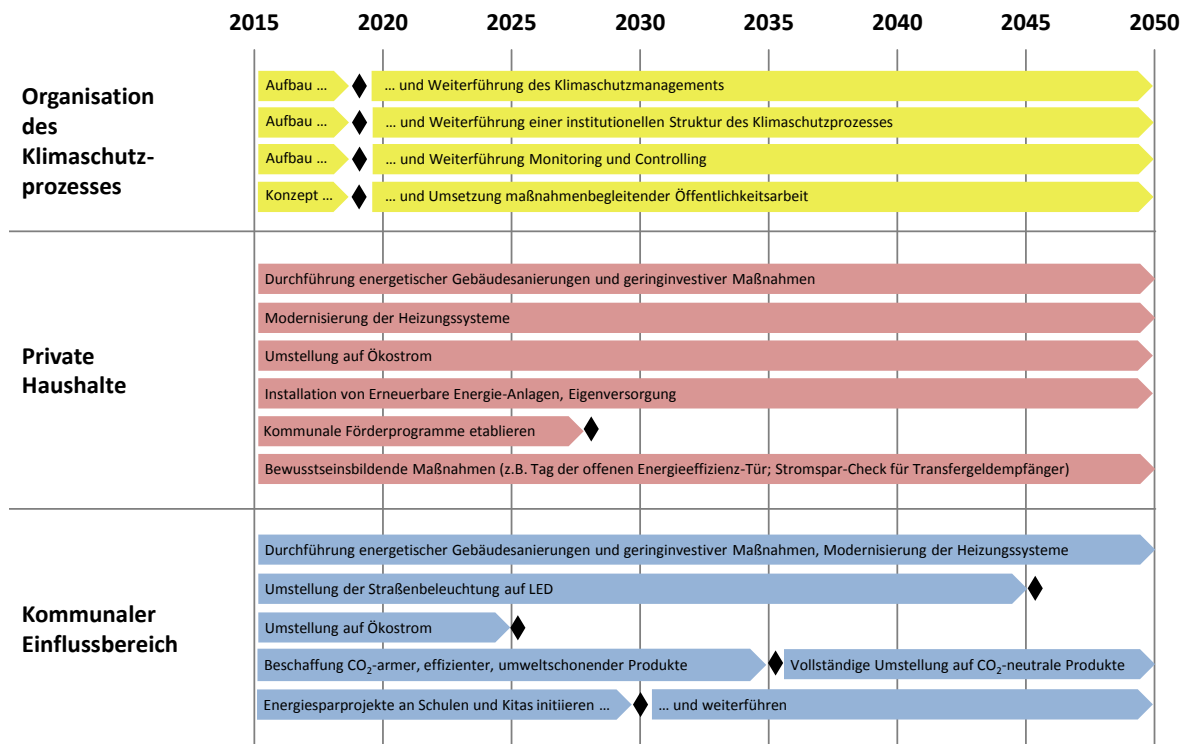 2015 2020 2025 2030 2035 2040 2045 2050
Organisation
des
Klimaschutz-
prozesses
Aufbau ... ... und Weiterführung des Klimaschutzmanagements
Aufbau ... ... und Weiterführung einer institutionellen Struktur des Klimaschutzprozesses
Aufbau ... ... und Weiterführung Monitoring und Controlling
Konzept ... ... und Umsetzung maßnahmenbegleitender Öffentlichkeitsarbeit
Private
Haushalte
Durchführung energetischer Gebäudesanierungen und geringinvestiver Maßnahmen
Modernisierung der Heizungssysteme
Umstellung auf Ökostrom
Installation von Erneuerbare Energie-Anlagen, Eigenversorgung
Kommunale Förderprogramme etablieren
Bewusstseinsbildende Maßnahmen (z.B. Tag der offenen Energieeffizienz-Tür; Stromspar-Check für Transfergeldempfänger)
Kommunaler
Einflussbereich
Durchführung energetischer Gebäudesanierungen und geringinvestiver Maßnahmen, Modernisierung der Heizungssysteme
Umstellung der Straßenbeleuchtung auf LED
Umstellung auf Ökostrom
Beschaffung CO₂-armer, effizienter, umweltschonender Produkte Vollständige Umstellung auf CO₂-neutrale Produkte
Energiesparprojekte an Schulen und Kitas initiieren ... ... und weiterführen